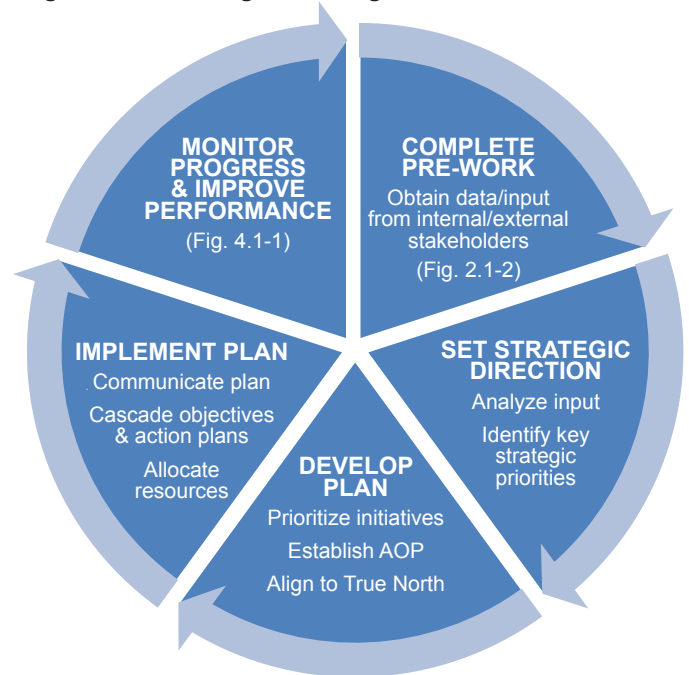 MONITOR
PROGRESS
& IMPROVE
PERFORMANCE
(Fig. 4.1-1)
COMPLETE
PRE-WORK
Obtain data/input
from internal/external
stakeholders
(Fig. 2.1-2)
SET STRATEGIC
DIRECTION
Analyze input
Identify key
strategic
priorities
DEVELOP
PLAN
Prioritize initiatives
Establish AOP
Align to True North
IMPLEMENT PLAN
Communicate plan
Cascade objectives
& action plans
Allocate
resources